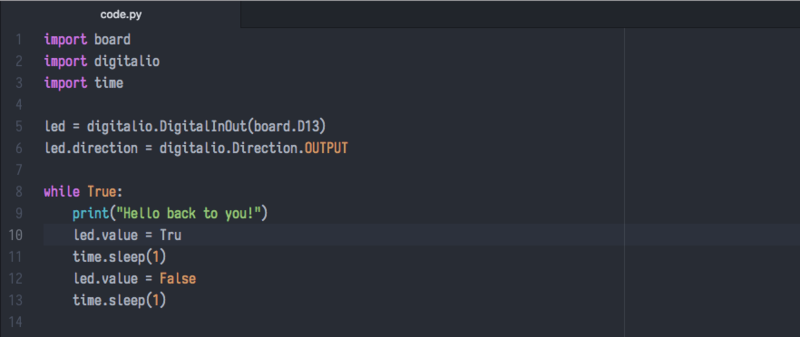 code.py
1 import board
2 import digitalio
3 import time
4
5 led = digitalio.DigitalInOut(board.D13)
6 led.direction = digitalio.Direction.OUTPUT
7
8 while True:
9     print("Hello back to you!")
10     led.value = Tru
11     time.sleep(1)
12     led.value = False
13     time.sleep(1)
14